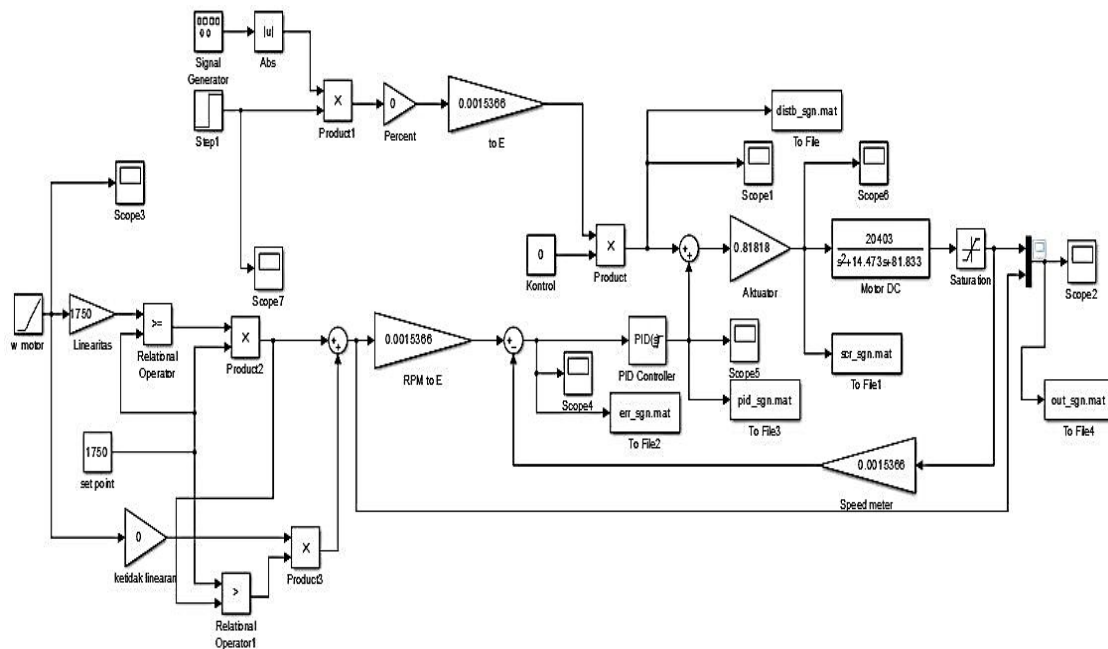 Signal
Generator
|u|
Abs
Step1
×
Product1
0
Percent
0.0015366
to E
distb_sgn.mat
To File
Scope1
Scope6
Scope3
Scope7
0
Kontrol
×
Product
++
0.81818
Aktuator
20403
s²+14.473s+81.833
Motor DC
Saturation
Scope2
w motor
1750
Linearitas
>=
Relational
Operator
×
Product2
++
0.0015366
RPM to E
+-
PID(s)
PID Controller
Scope5
Scope4
err_sgn.mat
To File2
pid_sgn.mat
To File3
scr_sgn.mat
To File1
out_sgn.mat
To File4
1750
set point
0.0015366
Speed meter
0
ketidak linearan
×
Product3
>
Relational
Operator1